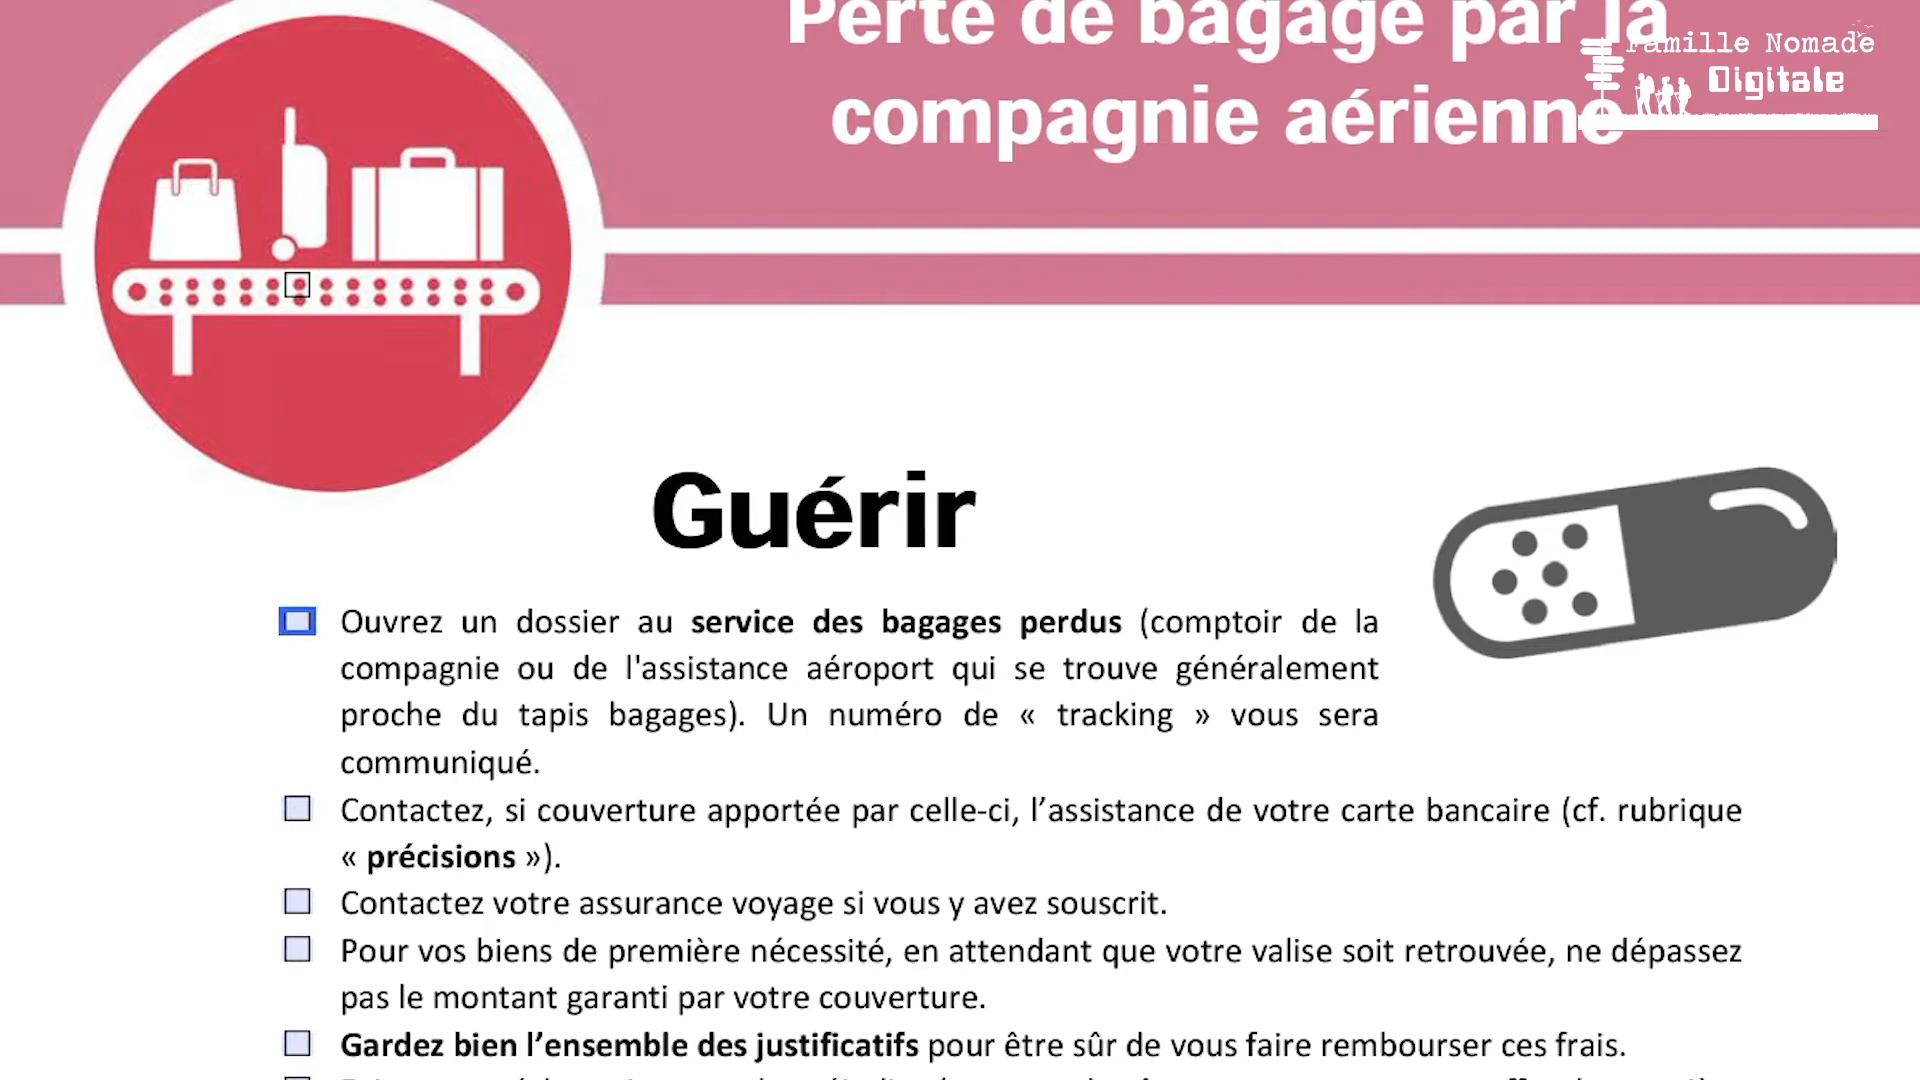 Perte de bagage par la
compagnie aérienne
Famille Nomade
Digitale
Guérir
Ouvrez un dossier au service des bagages perdus (comptoir de la
compagnie ou de l'assistance aéroport qui se trouve généralement
proche du tapis bagages). Un numéro de « tracking » vous sera
communiqué.
Contactez, si couverture apportée par celle-ci, l’assistance de votre carte bancaire (cf. rubrique
« précisions »).
Contactez votre assurance voyage si vous y avez souscrit.
Pour vos biens de première nécessité, en attendant que votre valise soit retrouvée, ne dépassez
pas le montant garanti par votre couverture.
Gardez bien l’ensemble des justificatifs pour être sûr de vous faire rembourser ces frais.